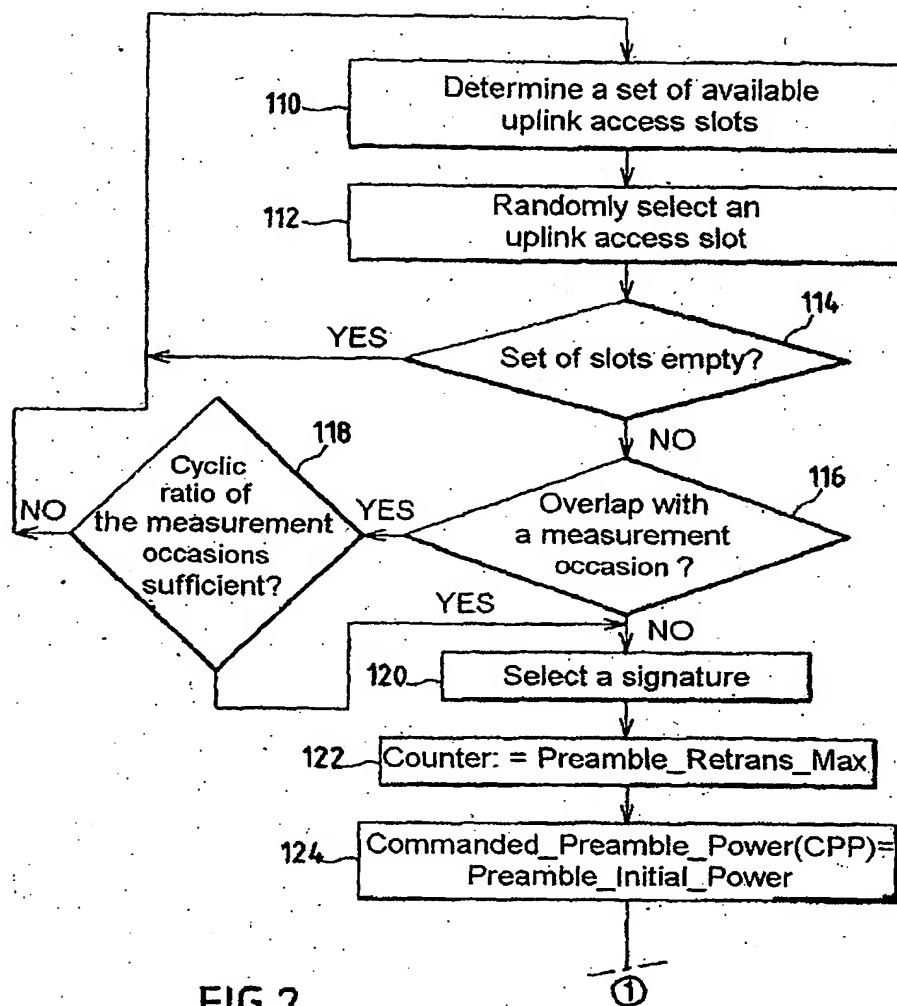 110
Determine a set of available
uplink access slots
112
Randomly select an
uplink access slot
114
YES
Set of slots empty?
NO
118
Cyclic
ratio of
the measurement
occasions
sufficient?
NO
YES
116
Overlap with
a measurement
occasion ?
YES
NO
120
Select a signature
122
Counter: = Preamble_Retrans_Max
124
Commanded_Preamble_Power(CPP)=
Preamble_Initial_Power
1
FIG.2